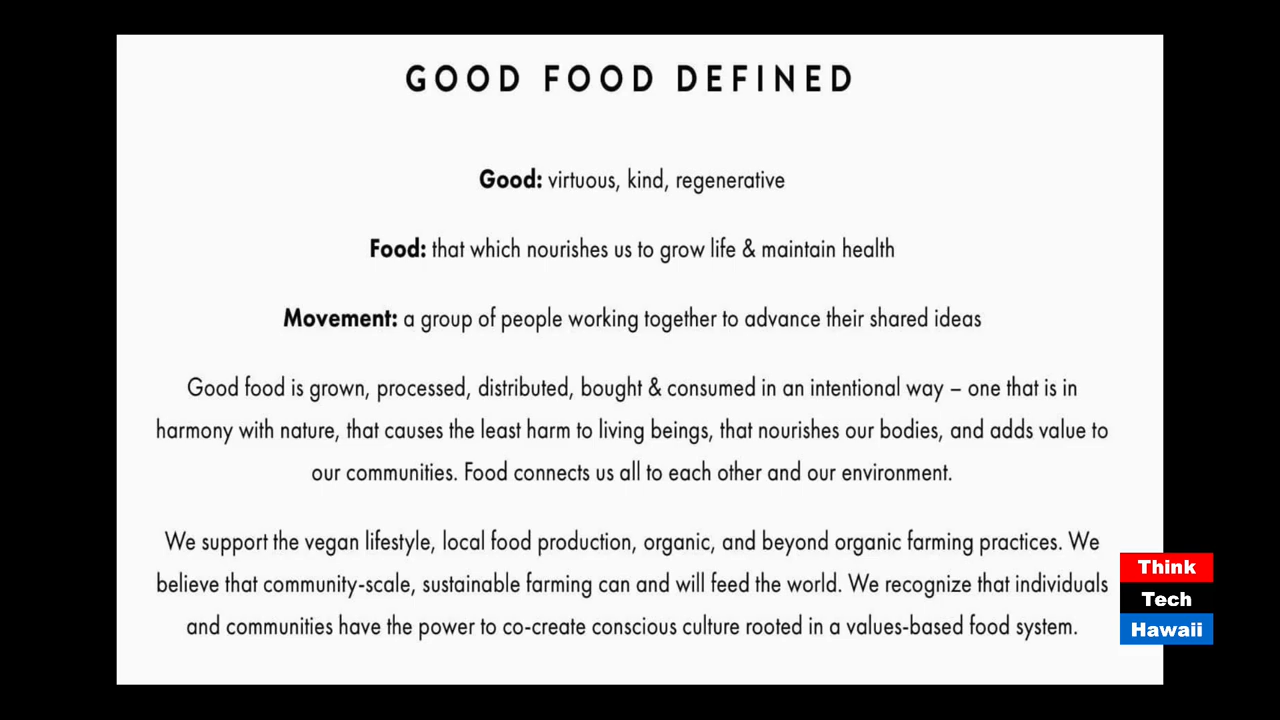 GOOD FOOD DEFINED
Good: virtuous, kind, regenerative
Food: that which nourishes us to grow life & maintain health
Movement: a group of people working together to advance their shared ideas
Good food is grown, processed, distributed, bought & consumed in an intentional way – one that is in
harmony with nature, that causes the least harm to living beings, that nourishes our bodies, and adds value to
our communities. Food connects us all to each other and our environment.
We support the vegan lifestyle, local food production, organic, and beyond organic farming practices. We
believe that community-scale, sustainable farming can and will feed the world. We recognize that individuals
and communities have the power to co-create conscious culture rooted in a values-based food system.
Think
Tech
Hawaii